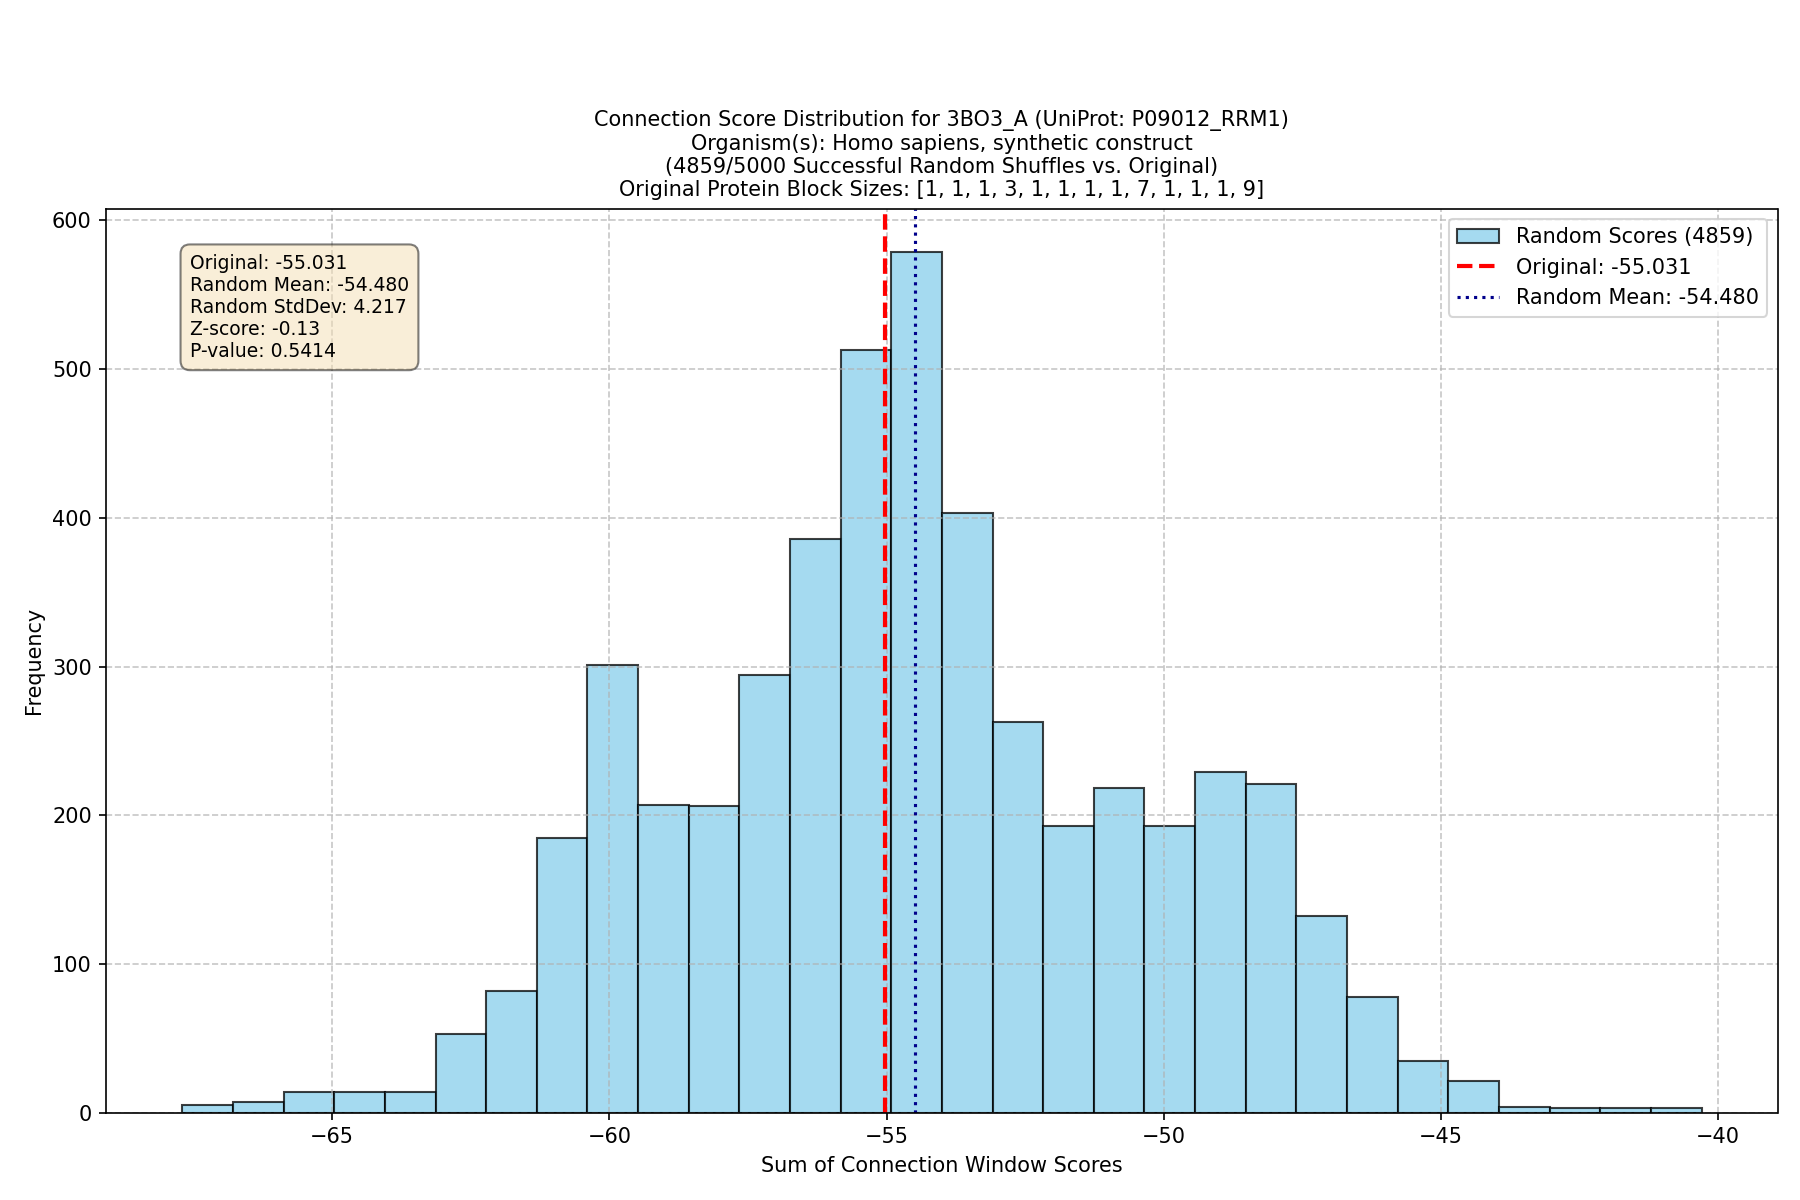 Connection Score Distribution for 3BO3_A (UniProt: P09012_RRM1)
Organism(s): Homo sapiens, synthetic construct
(4859/5000 Successful Random Shuffles vs. Original)
Original Protein Block Sizes: [1, 1, 1, 3, 1, 1, 1, 1, 7, 1, 1, 1, 9]
Original: -55.031
Random Mean: -54.480
Random StdDev: 4.217
Z-score: -0.13
P-value: 0.5414
Random Scores (4859)
Original: -55.031
Random Mean: -54.480
Frequency
600
500
400
300
200
100
0
−65
−60
−55
−50
−45
−40
Sum of Connection Window Scores